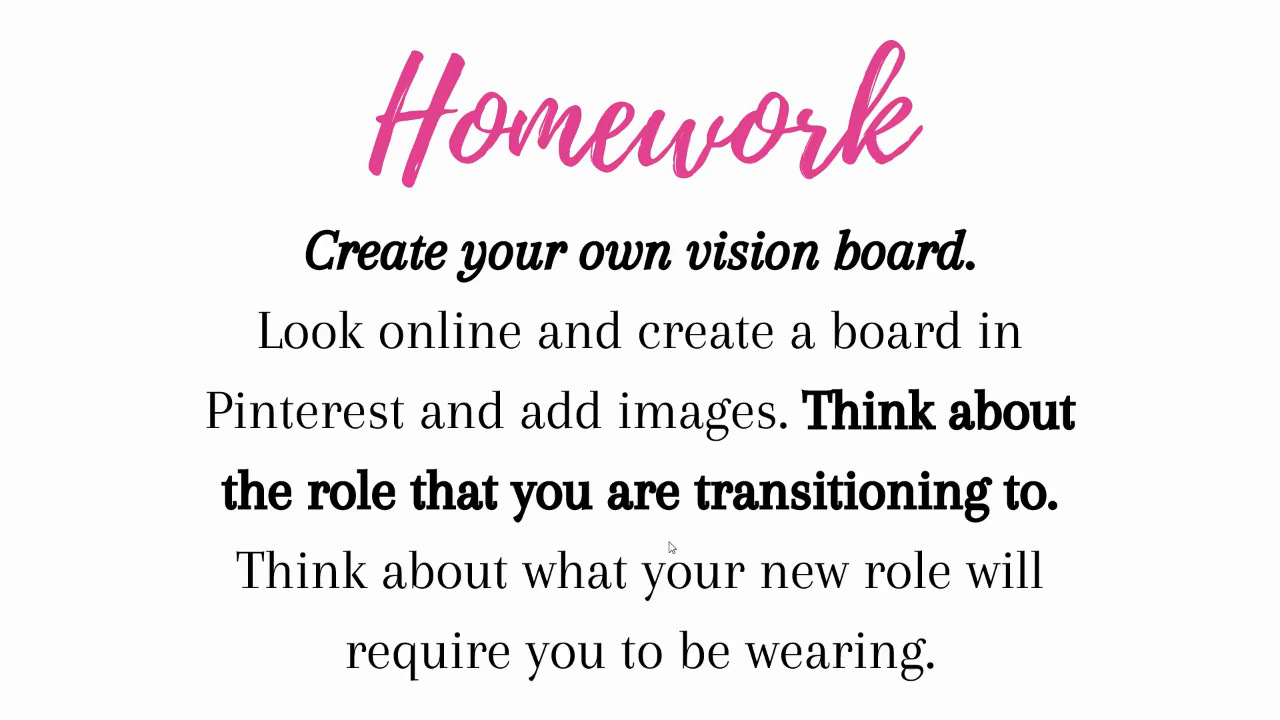 Homework
Create your own vision board.
Look online and create a board in
Pinterest and add images. Think about
the role that you are transitioning to.
Think about what your new role will
require you to be wearing.